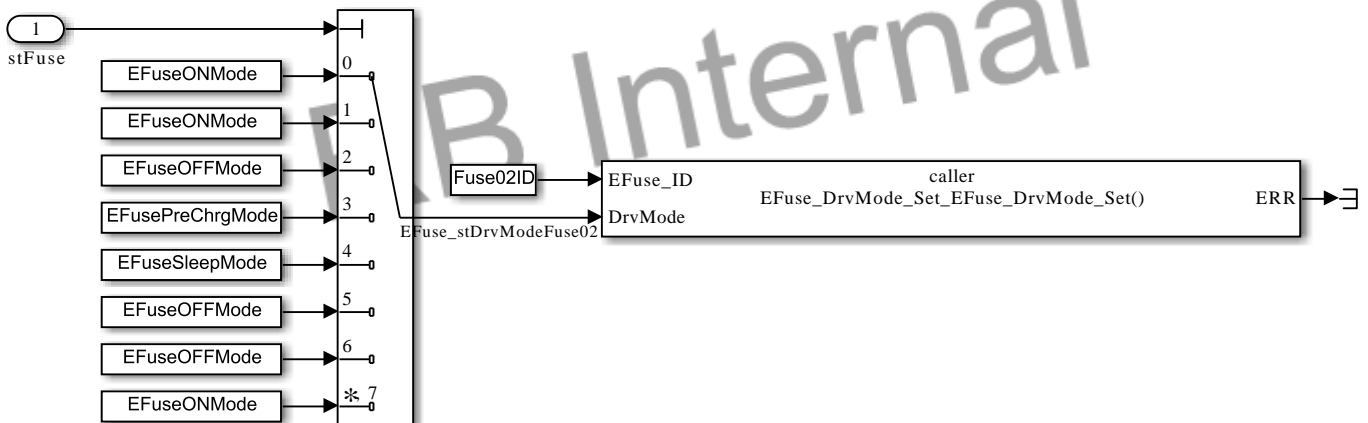 1
stFuse
EFuseONMode
0
EFuseONMode
1
EFuseOFFMode
2
EFusePreChrgMode
3
EFuseSleepMode
4
EFuseOFFMode
5
EFuseOFFMode
6
EFuseONMode
*, 7
RB Internal
Fuse02ID
EFuse_stDrvModeFuse02
EFuse_ID
DrvMode
caller
EFuse_DrvMode_Set_EFuse_DrvMode_Set()
ERR